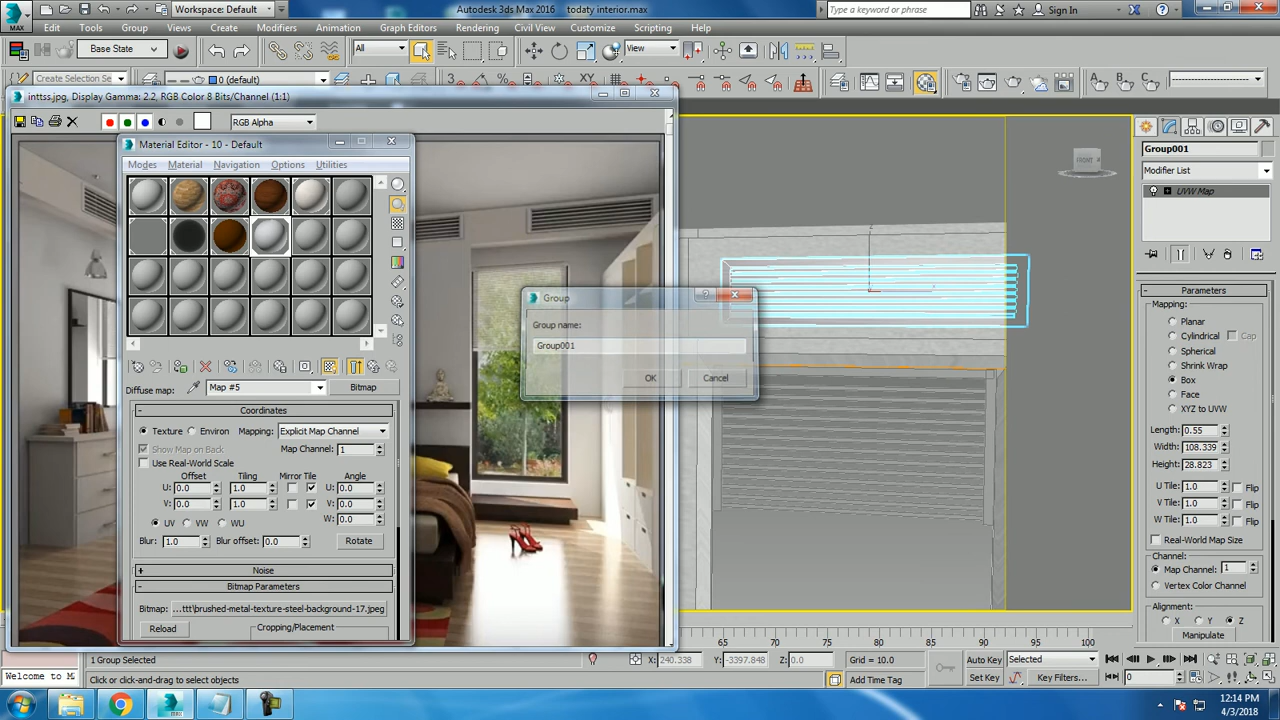 MAX
Workspace: Default
Autodesk 3ds Max 2016
todaty interior.max
Type a keyword or phrase
Sign In
Edit
Tools
Group
Views
Create
Modifiers
Animation
Graph Editors
Rendering
Civil View
Customize
Scripting
Help
Base State
All
View
Create Selection Se
0 (default)
inttss.jpg, Display Gamma: 2.2, RGB Color 8 Bits/Channel (1:1)
RGB Alpha
Material Editor - 10 - Default
Modes
Material
Navigation
Options
Utilities
Diffuse map:
Map #5
Bitmap
Coordinates
Texture
Environ
Mapping:
Explicit Map Channel
Show Map on Back
Map Channel:
1
Use Real-World Scale
Offset
Tiling
Mirror Tile
Angle
U:
0.0
1.0
U:
0.0
V:
0.0
1.0
V:
0.0
W:
0.0
UV
VW
WU
Blur:
1.0
Blur offset:
0.0
Rotate
Noise
Bitmap Parameters
Bitmap:
...ttt\brushed-metal-texture-steel-background-17.jpeg
Reload
Cropping/Placement
Group
Group name:
Group001
OK
Cancel
FRONT
Group001
Modifier List
UVW Map
Parameters
Mapping:
Planar
Cylindrical
Cap
Spherical
Shrink Wrap
Box
Face
XYZ to UVW
Length:
0.55
Width:
108.339
Height:
28.823
U Tile:
1.0
Flip
V Tile:
1.0
Flip
W Tile:
1.0
Flip
Real-World Map Size
Channel:
Map Channel:
1
Vertex Color Channel
Alignment:
X
Y
Z
Manipulate
65
70
75
80
85
90
95
100
1 Group Selected
X:
240.338
Y:
-3397.848
Z:
0.0
Grid = 10.0
Auto Key
Selected
Welcome to M
Click or click-and-drag to select objects
Add Time Tag
Set Key
Key Filters...
0
12:14 PM
4/3/2018